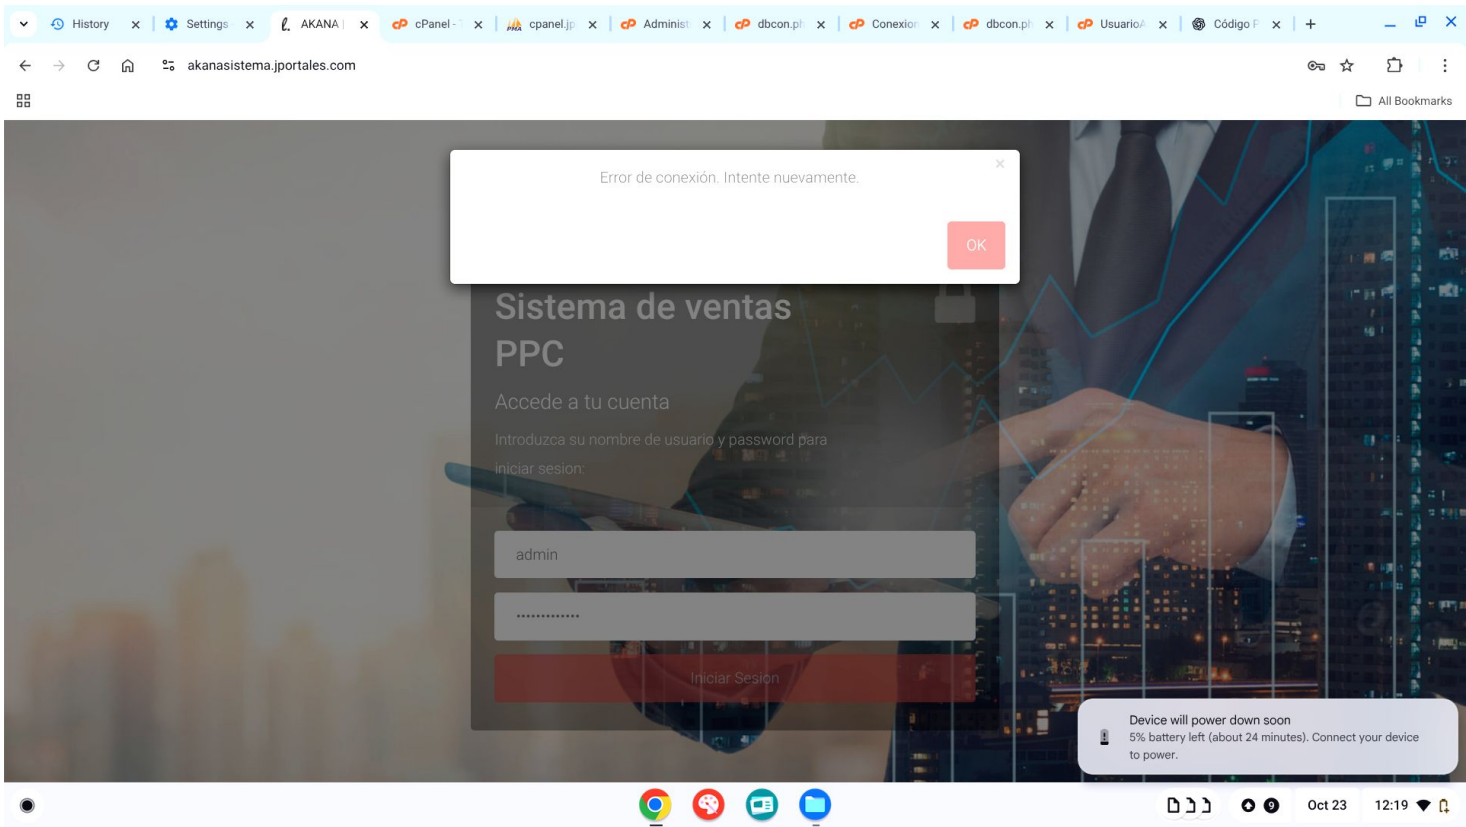 History
Settings
AKANA |
cPanel -
PMA
cpanel.jp
Administ
dbcon.ph
Conexion
dbcon.ph
UsuarioA
Código P
akanasistema.jportales.com
All Bookmarks
Error de conexión. Intente nuevamente.
OK
Sistema de ventas
PPC
Accede a tu cuenta
Introduzca su nombre de usuario y password para
iniciar sesion:
admin
•••••••••••••
Iniciar Sesion
Device will power down soon
5% battery left (about 24 minutes). Connect your device
to power.
9
Oct 23
12:19